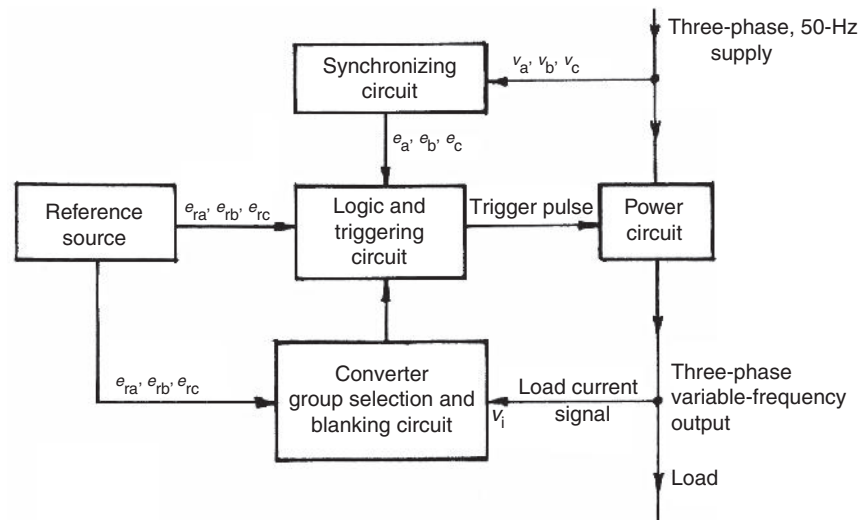 Three-phase, 50-Hz
supply
Synchronizing
circuit
va, vb, vc
ea, eb, ec
Reference
source
era, erb, erc
Logic and
triggering
circuit
Trigger pulse
Power
circuit
era, erb, erc
Converter
group selection and
blanking circuit
vi
Load current
signal
Three-phase
variable-frequency
output
Load